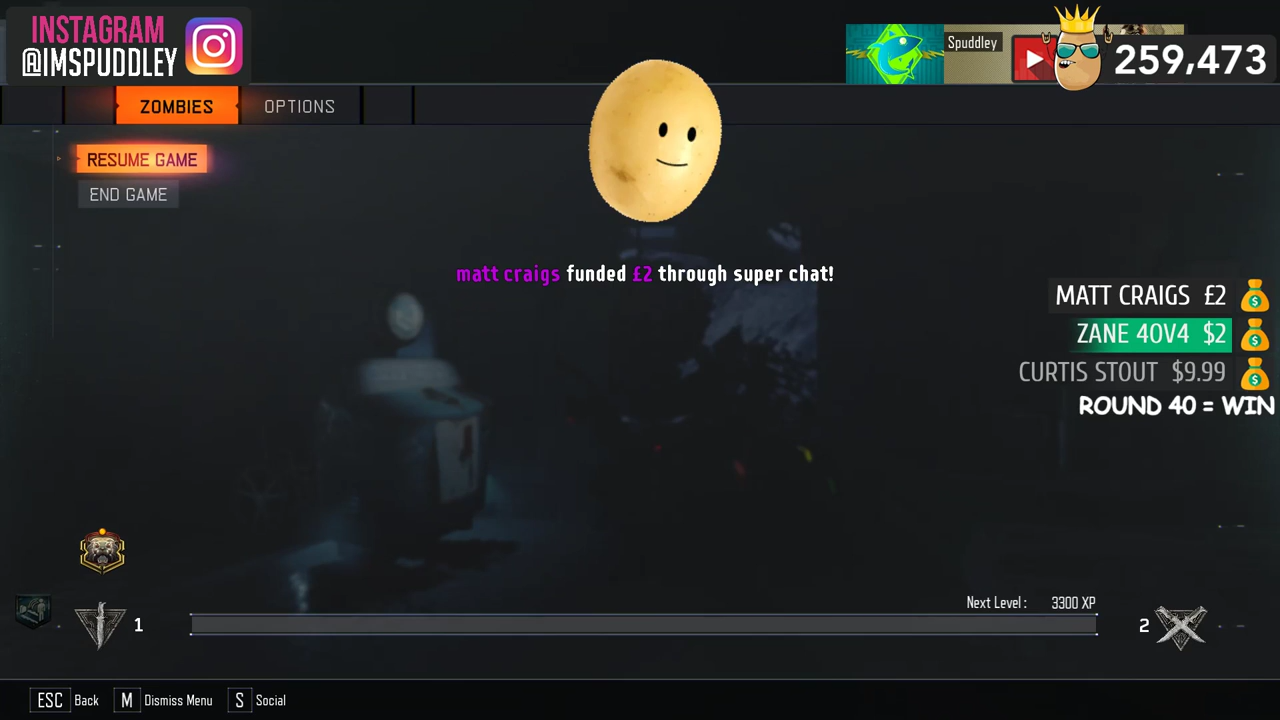 INSTAGRAM
@IMSPUDDLEY
Spuddley
259,473
ZOMBIES
OPTIONS
RESUME GAME
END GAME
matt craigs funded £2 through super chat!
MATT CRAIGS £2
ZANE 40V4 $2
CURTIS STOUT $9.99
ROUND 40 = WIN
Next Level : 3300 XP
1
2
ESC Back M Dismiss Menu S Social